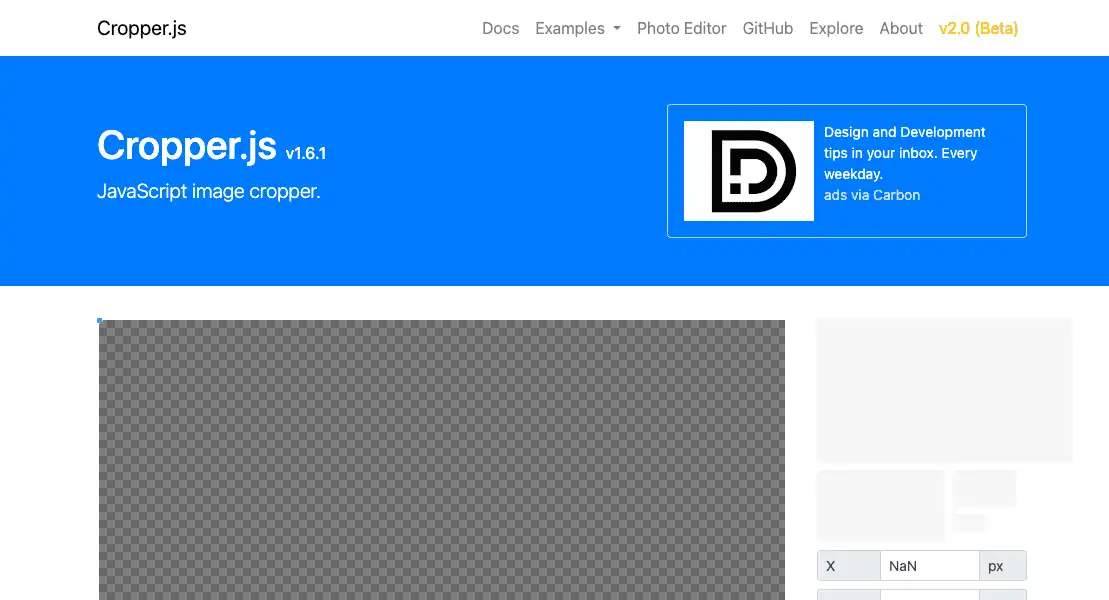 Cropper.js
Docs Examples Photo Editor GitHub Explore About v2.0 (Beta)
Cropper.js v1.6.1
JavaScript image cropper.
Design and Development
tips in your inbox. Every
weekday.
ads via Carbon
X NaN px